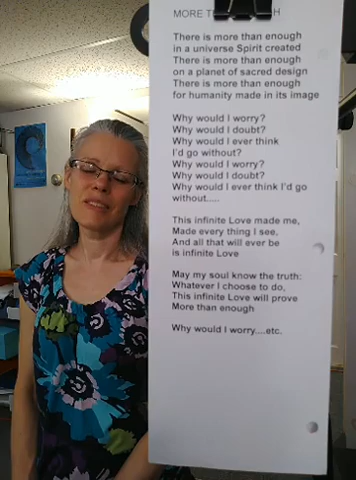 MORE
There is more than enough
in a universe Spirit created
There is more than enough
on a planet of sacred design
There is more than enough
for humanity made in its image
Why would I worry?
Why would I doubt?
Why would I ever think
I'd go without?
Why would I worry?
Why would I doubt?
Why would I ever think I'd go
without.....
This infinite Love made me,
Made every thing I see,
And all that will ever be
is infinite Love
May my soul know the truth:
Whatever I choose to do,
This infinite Love will prove
More than enough
Why would I worry....etc.